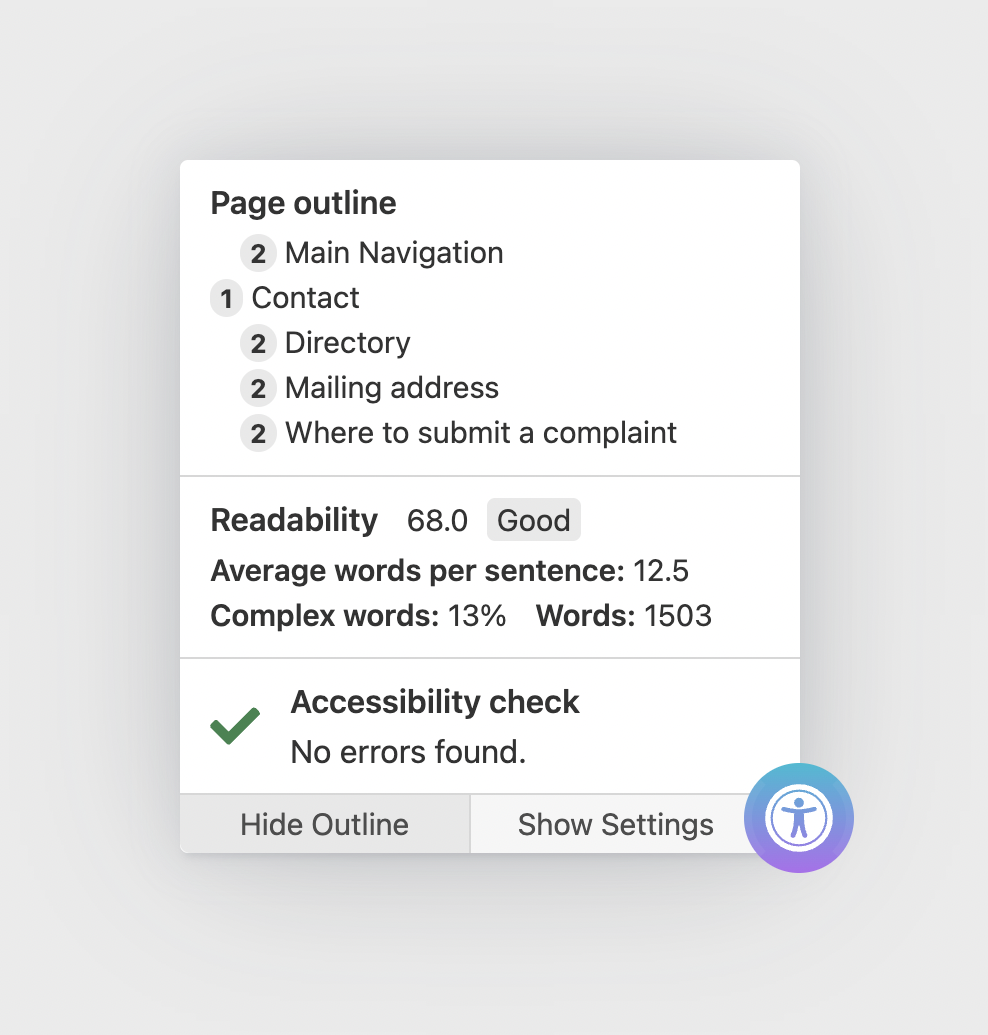 Page outline
2 Main Navigation
1 Contact
2 Directory
2 Mailing address
2 Where to submit a complaint
Readability 68.0 Good
Average words per sentence: 12.5
Complex words: 13% Words: 1503
Accessibility check
No errors found.
Hide Outline Show Settings